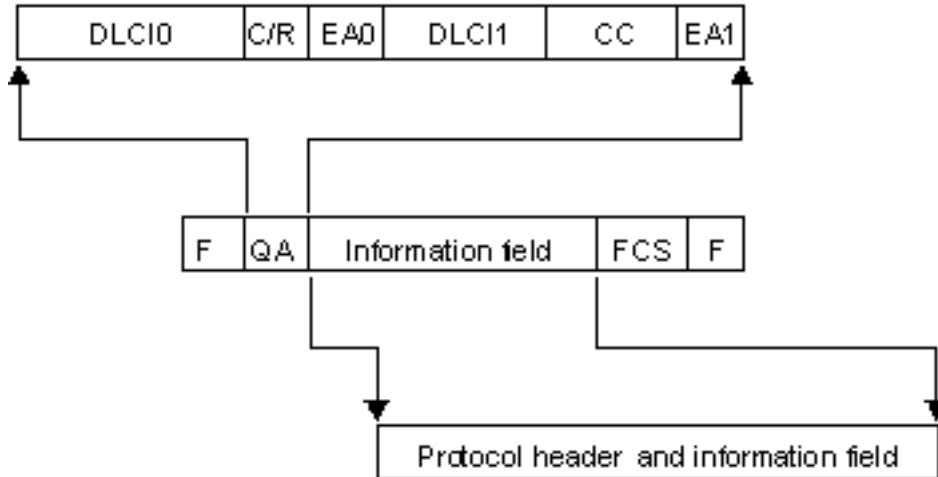 DLCI0 C/R EA0 DLCI1 CC EA1
F QA Information field FCS F
Protocol header and information field